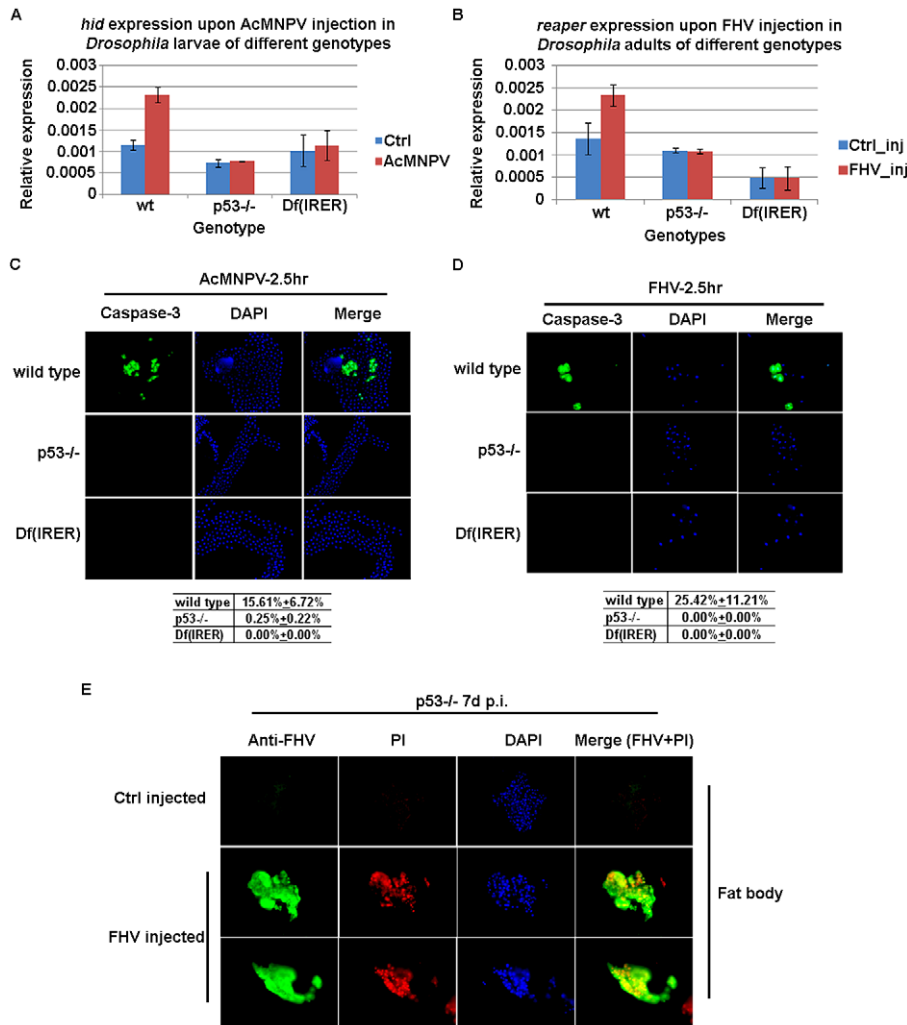 A
hid expression upon AcMNPV injection in
Drosophila larvae of different genotypes
Relative expression
0.003
0.0025
0.002
0.0015
0.001
0.0005
0
wt
p53-/-
Df(IRER)
Genotype
Ctrl
AcMNPV
B
reaper expression upon FHV injection in
Drosophila adults of different genotypes
Relative expression
0.003
0.0025
0.002
0.0015
0.001
0.0005
0
wt
p53-/-
Df(IRER)
Genotypes
Ctrl_inj
FHV_inj
C
AcMNPV-2.5hr
Caspase-3 DAPI Merge
wild type
p53-/-
Df(IRER)
wild type 15.61%±6.72%
p53-/- 0.25%±0.22%
Df(IRER) 0.00%±0.00%
D
FHV-2.5hr
Caspase-3 DAPI Merge
wild type
p53-/-
Df(IRER)
wild type 25.42%±11.21%
p53-/- 0.00%±0.00%
Df(IRER) 0.00%±0.00%
E
p53-/- 7d p.i.
Anti-FHV PI DAPI Merge (FHV+PI)
Ctrl injected
FHV injected
Fat body